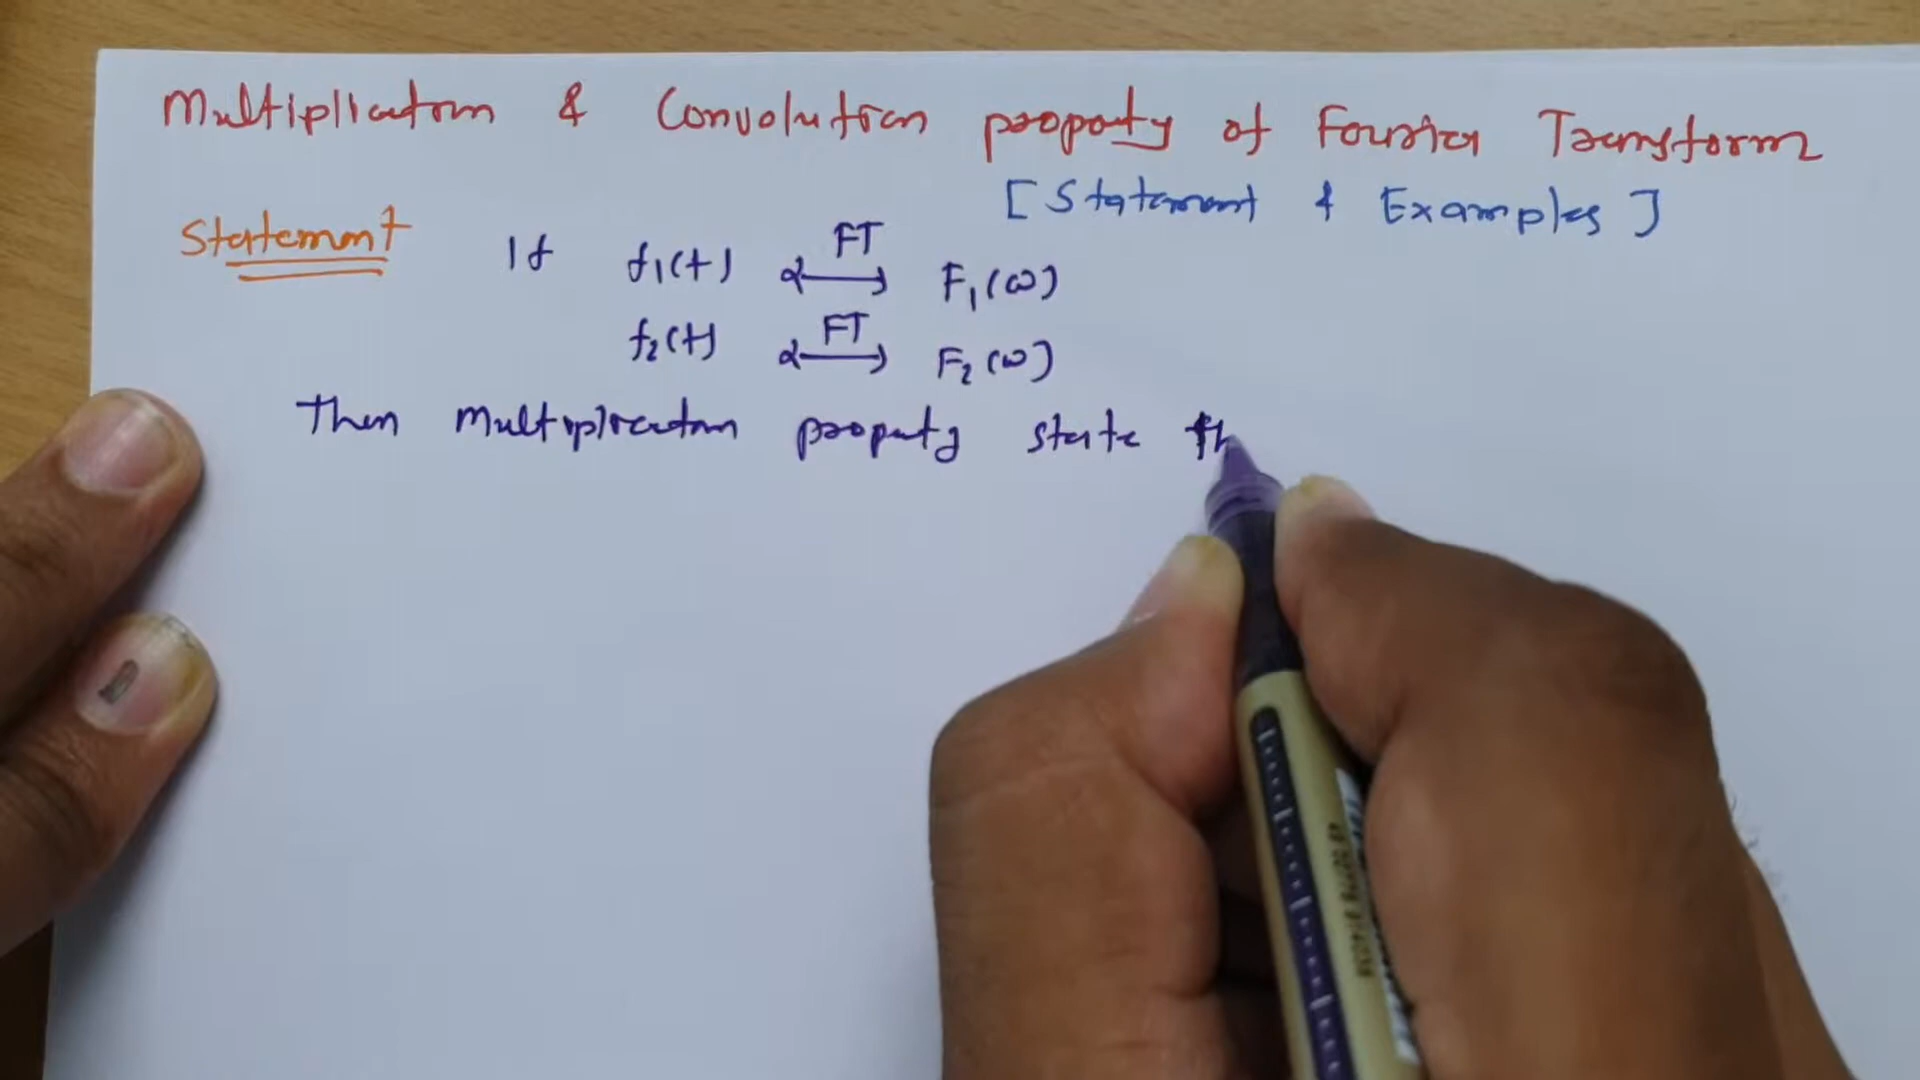 Multiplication & Convolution property of Fourier Transform
[Statement & Examples]
Statement If f₁(t) ↔ FT F₁(ω)
f₂(t) ↔ FT F₂(ω)
Then Multiplication property state th